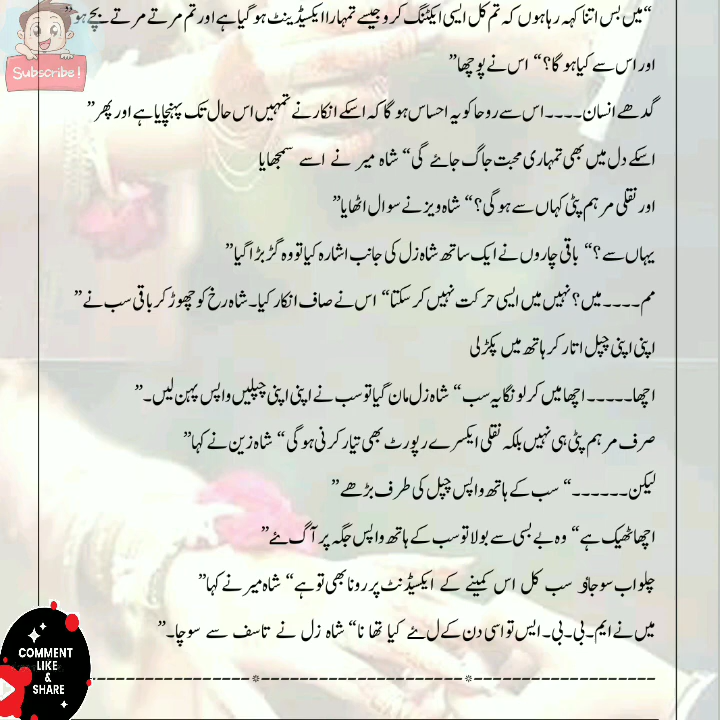 Subscribe!
“میں بس اتنا کہہ رہا ہوں کہ تم کل ایسی ایکٹنگ کرو جیسے تمہارا ایکسیڈینٹ ہو گیا ہے اور تم مرتے مرتے بچے ہو”
اور اس سے کیا ہو گا؟“ اس نے پوچھا”
گدھے انسان۔۔۔۔اس سے روحا کو یہ احساس ہو گا کہ اسکے انکار نے تمہیں اس حال تک پہنچایا ہے اور پھر”
اسکے دل میں بھی تمہاری محبت جاگ جائے گی“ شاہ میر نے اسے سمجھایا
اور نقلی مرہم پٹی کہاں سے ہو گی؟“ شاہ ویز نے سوال اٹھایا”
یہاں سے؟“ باقی چاروں نے ایک ساتھ شاہ زل کی جانب اشارہ کیا تو وہ گڑبڑا گیا”
مم۔۔۔۔میں؟ نہیں میں ایسی حرکت نہیں کر سکتا“ اس نے صاف انکار کیا۔شاہ رخ کو چھوڑ کر باقی سب نے”
اپنی اپنی چپل اتار کر ہاتھ میں پکڑلی
اچھا۔۔۔۔۔اچھا میں کر لونگا یہ سب“ شاہ زل مان گیا تو سب نے اپنی اپنی چپلیں واپس پہن لیں۔”
صرف مرہم پٹی ہی نہیں بلکہ نقلی ایکسرے رپورٹ بھی تیار کرنی ہو گی“ شاہ زین نے کہا”
لیکن۔۔۔۔۔۔“ سب کے ہاتھ واپس چپل کی طرف بڑھے”
اچھا ٹھیک ہے“ وہ بے بسی سے بولا تو سب کے ہاتھ واپس جگہ پر آ گئے”
چلو اب سو جاؤ سب کل اس کمینے کے ایکسیڈنٹ پر رونا بھی تو ہے“ شاہ میر نے کہا”
میں نے ایم۔بی۔بی۔ایس تو اسی دن کے لئے کیا تھا نا“ شاہ زل نے تاسف سے سوچا۔”
COMMENT
LIKE
&
SHARE